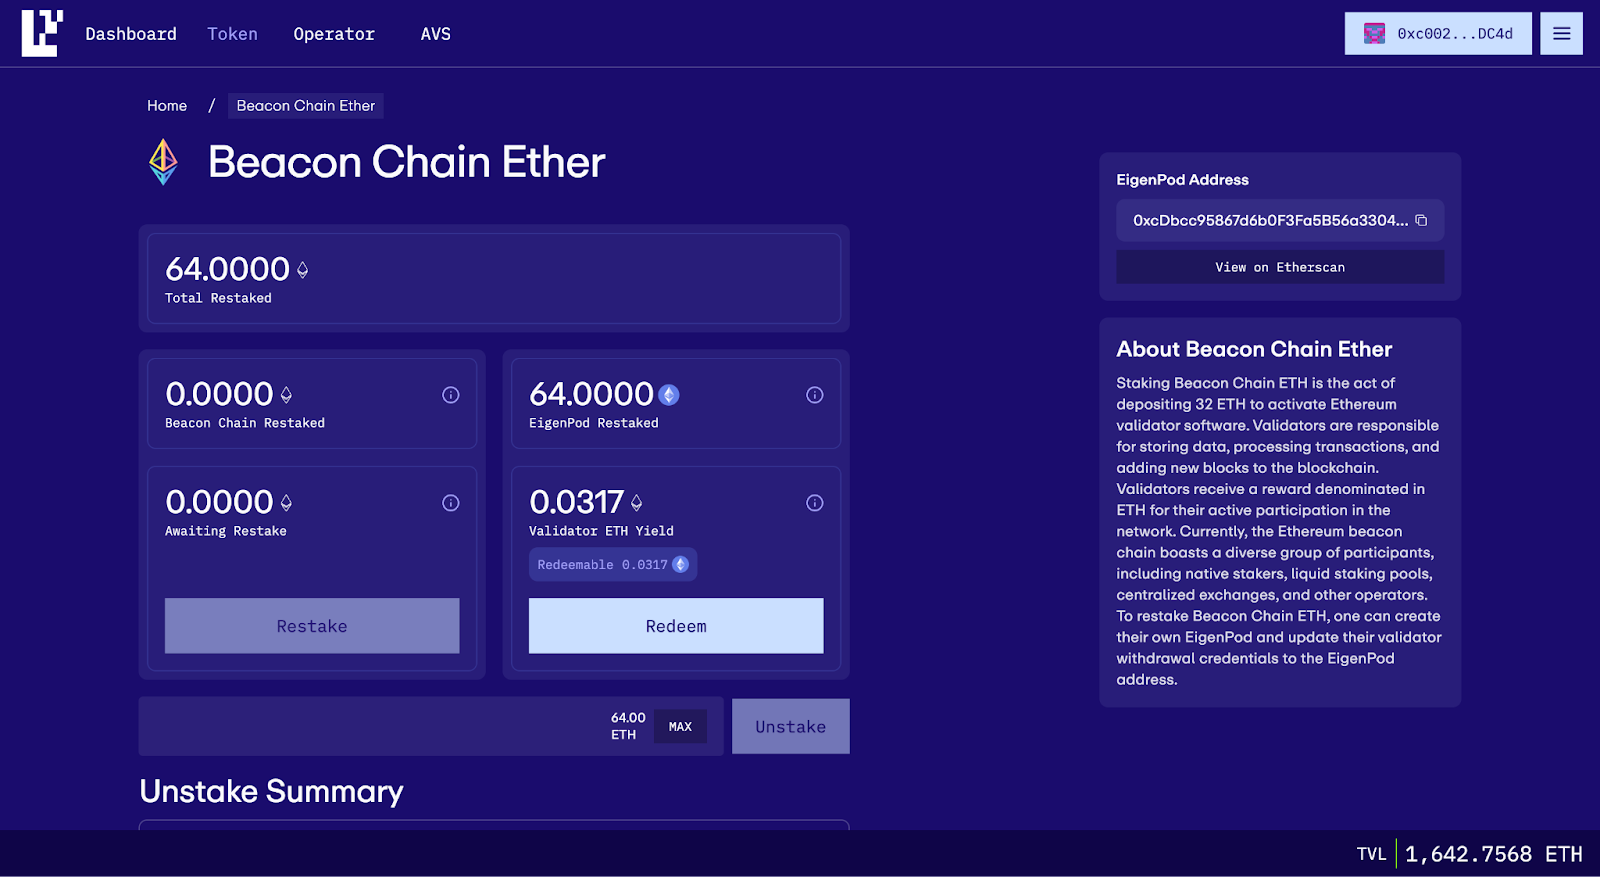 Dashboard Token Operator AVS
0xc002...DC4d
Home / Beacon Chain Ether
Beacon Chain Ether
64.0000
Total Restaked
0.0000
Beacon Chain Restaked
64.0000
EigenPod Restaked
0.0000
Awaiting Restake
Restake
0.0317
Validator ETH Yield
Redeemable 0.0317
Redeem
64.00
ETH
MAX
Unstake
Unstake Summary
EigenPod Address
0xcDbcc95867d6b0F3Fa5B56a3304...
View on Etherscan
About Beacon Chain Ether
Staking Beacon Chain ETH is the act of
depositing 32 ETH to activate Ethereum
validator software. Validators are responsible
for storing data, processing transactions, and
adding new blocks to the blockchain.
Validators receive a reward denominated in
ETH for their active participation in the
network. Currently, the Ethereum beacon
chain boasts a diverse group of participants,
including native stakers, liquid staking pools,
centralized exchanges, and other operators.
To restake Beacon Chain ETH, one can create
their own EigenPod and update their validator
withdrawal credentials to the EigenPod
address.
TVL 1,642.7568 ETH